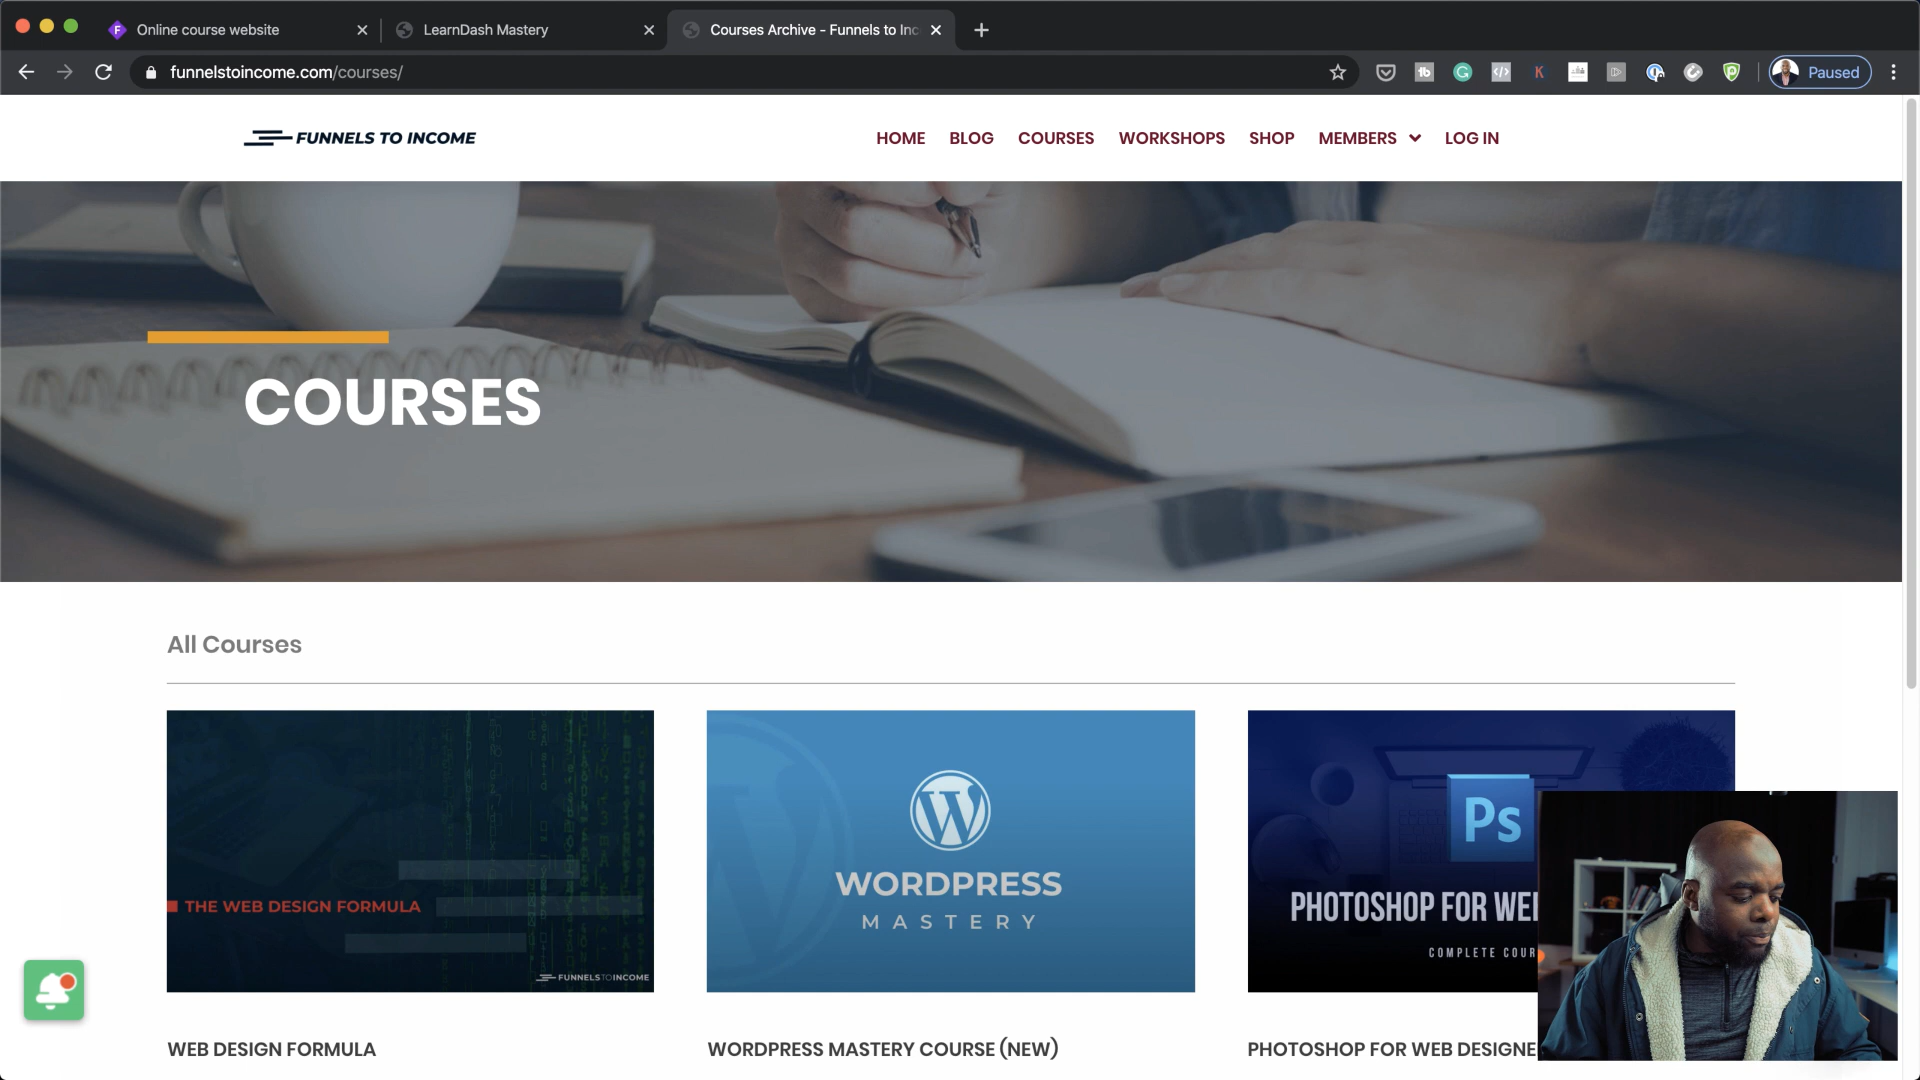 Online course website
LearnDash Mastery
Courses Archive - Funnels to Inc
funnelstoincome.com/courses/
Paused
FUNNELS TO INCOME
HOME BLOG COURSES WORKSHOPS SHOP MEMBERS LOG IN
COURSES
All Courses
THE WEB DESIGN FORMULA
FUNNELSTOINCOME
WORDPRESS
MASTERY
Ps
PHOTOSHOP FOR WE
COMPLETE COUR
WEB DESIGN FORMULA
WORDPRESS MASTERY COURSE (NEW)
PHOTOSHOP FOR WEB DESIGNE